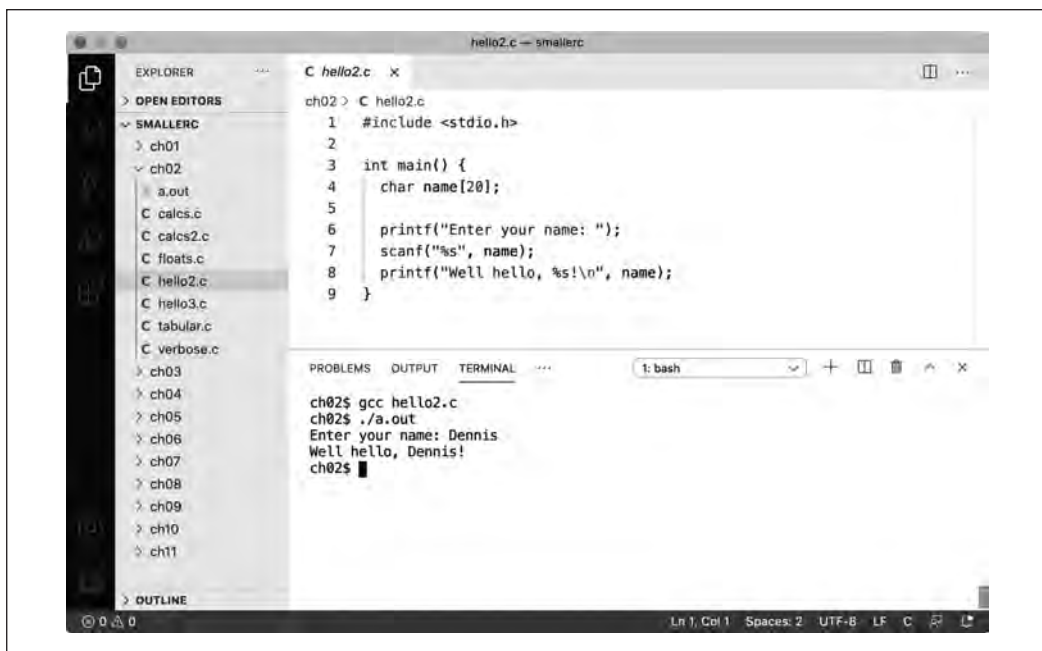 hello2.c — smallerc
EXPLORER ...
> OPEN EDITORS
SMALLERC
> ch01
ch02
a.out
C calcs.c
C calcs2.c
C floats.c
C hello2.c
C hello3.c
C tabular.c
C verbose.c
> ch03
> ch04
> ch05
> ch06
> ch07
> ch08
> ch09
> ch10
> ch11
> OUTLINE
C hello2.c ×
ch02 > C hello2.c
1 #include <stdio.h>
2
3 int main() {
4 char name[20];
5
6 printf("Enter your name: ");
7 scanf("%s", name);
8 printf("Well hello, %s!\n", name);
9 }
PROBLEMS OUTPUT TERMINAL ... 1: bash
ch02$ gcc hello2.c
ch02$ ./a.out
Enter your name: Dennis
Well hello, Dennis!
ch02$
0 0 Ln 1, Col 1 Spaces: 2 UTF-8 LF C